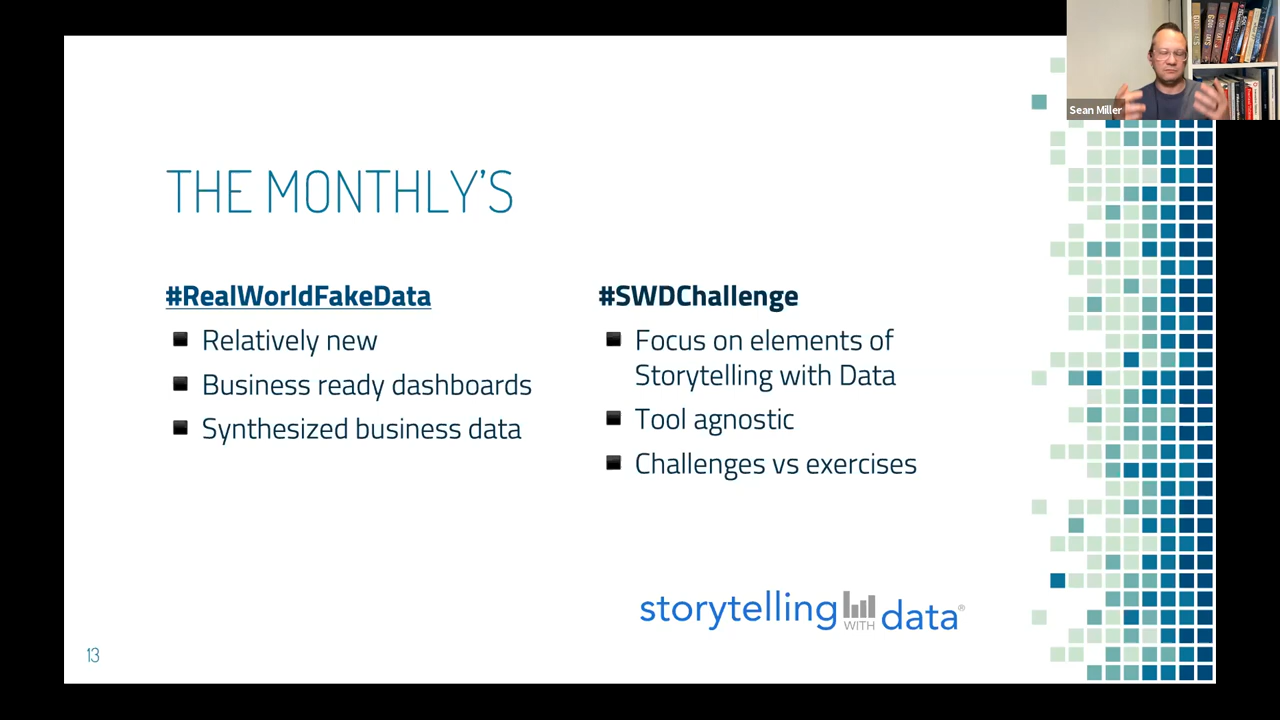 Sean Miller
THE MONTHLY'S
#RealWorldFakeData
Relatively new
Business ready dashboards
Synthesized business data
#SWDChallenge
Focus on elements of
Storytelling with Data
Tool agnostic
Challenges vs exercises
storytelling WITH data®
13